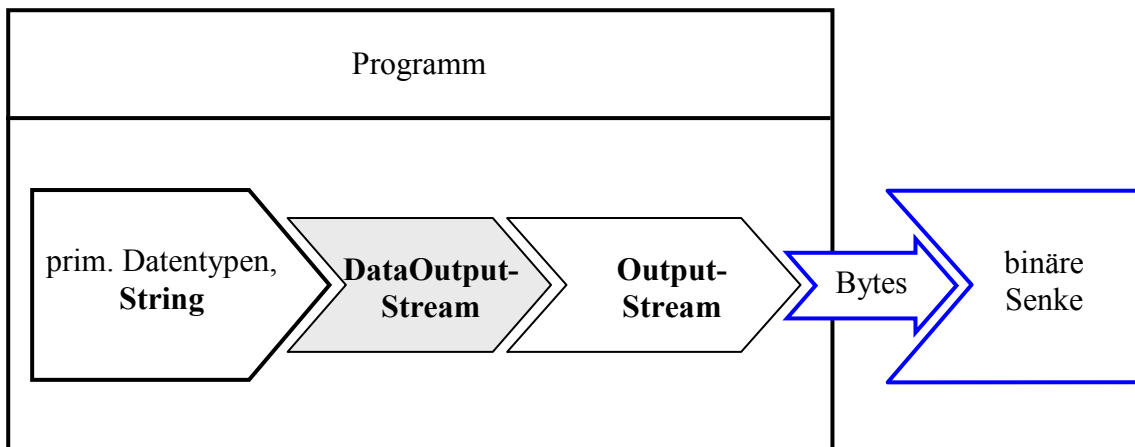 Programm
prim. Datentypen,
String
DataOutput-
Stream
Output-
Stream
Bytes
binäre
Senke